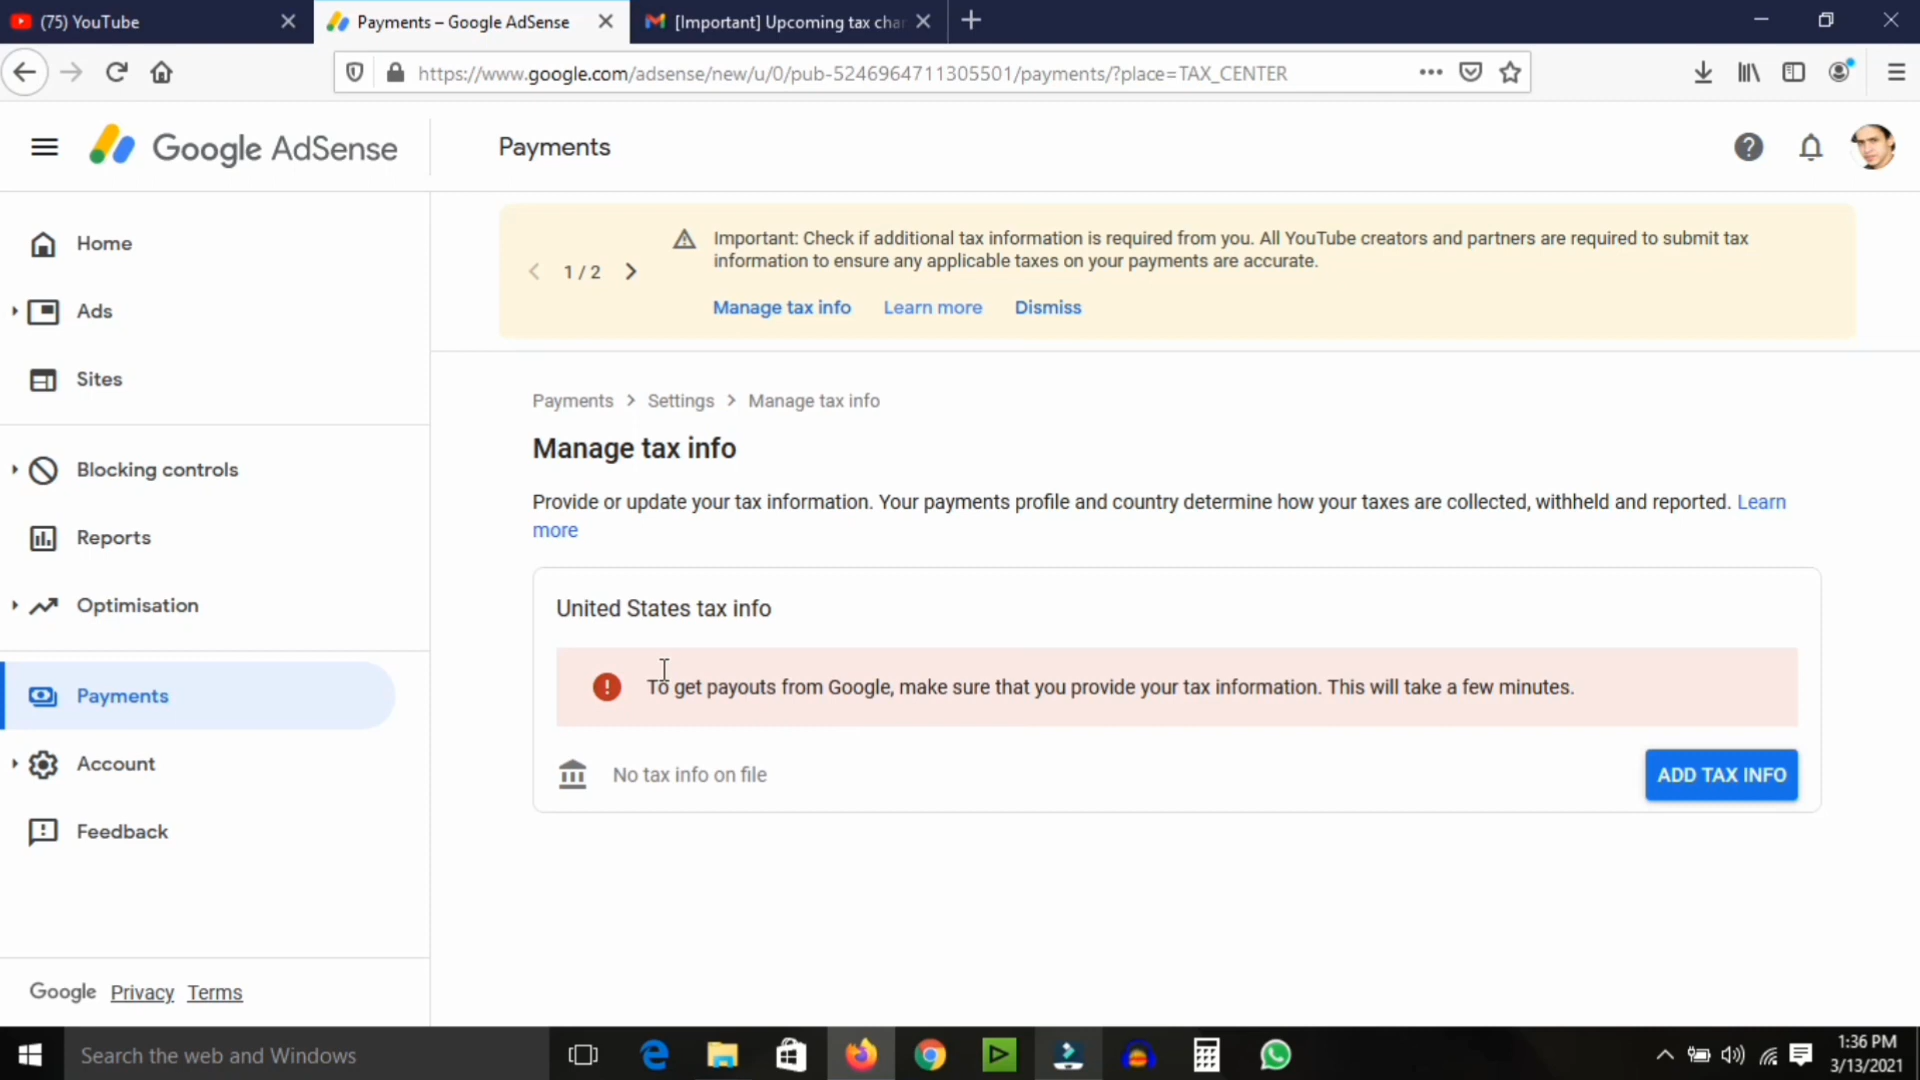 (75) YouTube
Payments – Google AdSense
[Important] Upcoming tax cha
https://www.google.com/adsense/new/u/0/pub-5246964711305501/payments/?place=TAX_CENTER
Google AdSense
Payments
Home
Ads
Sites
Blocking controls
Reports
Optimisation
Payments
Account
Feedback
Google Privacy Terms
1 / 2
Important: Check if additional tax information is required from you. All YouTube creators and partners are required to submit tax
information to ensure any applicable taxes on your payments are accurate.
Manage tax info Learn more Dismiss
Payments > Settings > Manage tax info
Manage tax info
Provide or update your tax information. Your payments profile and country determine how your taxes are collected, withheld and reported. Learn
more
United States tax info
To get payouts from Google, make sure that you provide your tax information. This will take a few minutes.
No tax info on file
ADD TAX INFO
Search the web and Windows
1:36 PM
3/13/2021